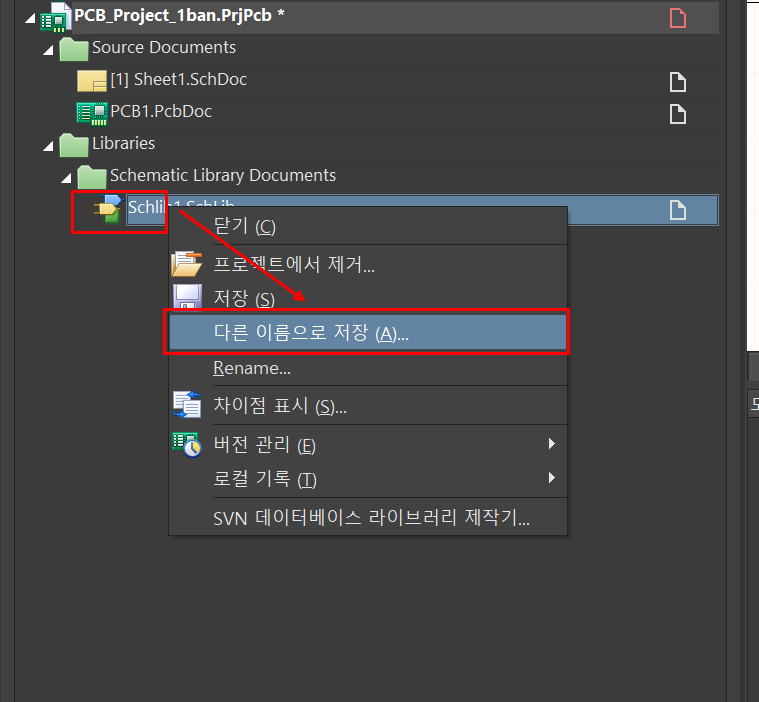 PCB_Project_1ban.PrjPcb *
Source Documents
[1] Sheet1.SchDoc
PCB1.PcbDoc
Libraries
Schematic Library Documents
Schlib1.SchLib
닫기 (C)
프로젝트에서 제거...
저장 (S)
다른 이름으로 저장 (A)...
Rename...
차이점 표시 (S)...
버전 관리 (E)
로컬 기록 (T)
SVN 데이터베이스 라이브러리 제작기...